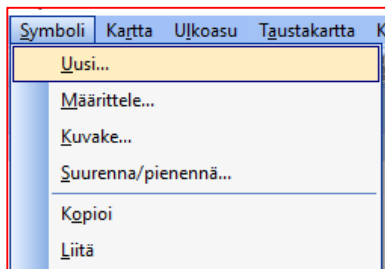 Symboli Kartta Ulkoasu Taustakartta K
Uusi...
Määrittele...
Kuvake...
Suurenna/pienennä...
Kopioi
Liitä